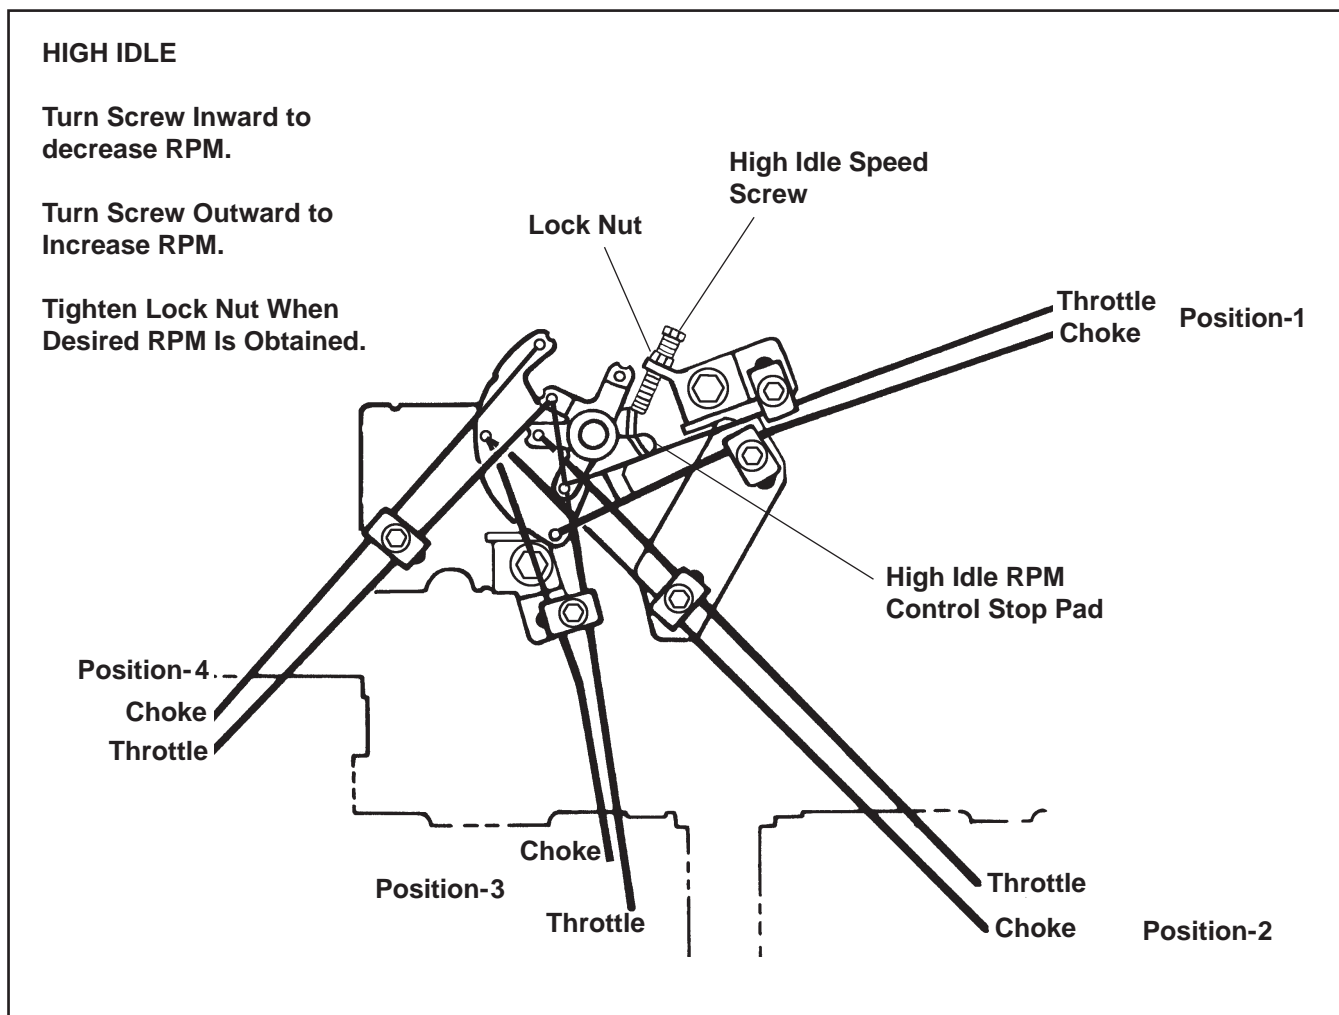 HIGH IDLE
Turn Screw Inward to
decrease RPM.
Turn Screw Outward to
Increase RPM.
Tighten Lock Nut When
Desired RPM Is Obtained.
High Idle Speed
Screw
Lock Nut
Throttle
Choke
Position-1
High Idle RPM
Control Stop Pad
Position-4
Choke
Throttle
Choke
Position-3
Throttle
Throttle
Choke
Position-2